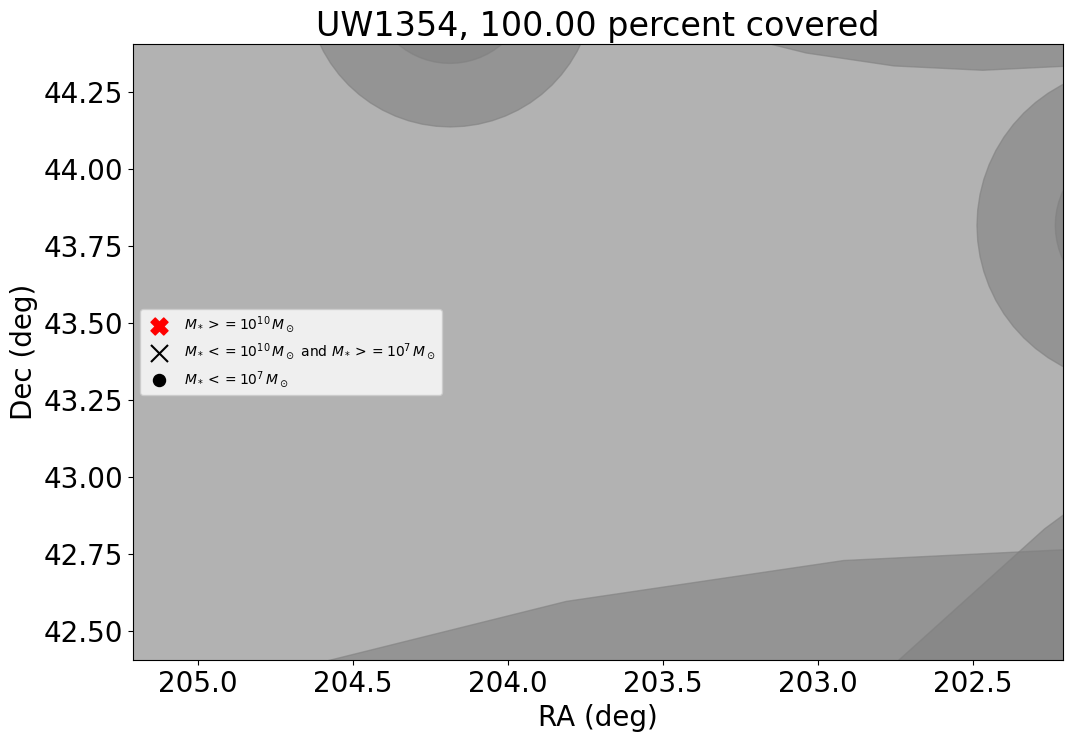 UW1354, 100.00 percent covered
Dec (deg)
44.25
44.00
43.75
43.50
43.25
43.00
42.75
42.50
M* >= 10^10 M⊙
M* <= 10^10 M⊙ and M* >= 10^7 M⊙
M* <= 10^7 M⊙
205.0 204.5 204.0 203.5 203.0 202.5
RA (deg)